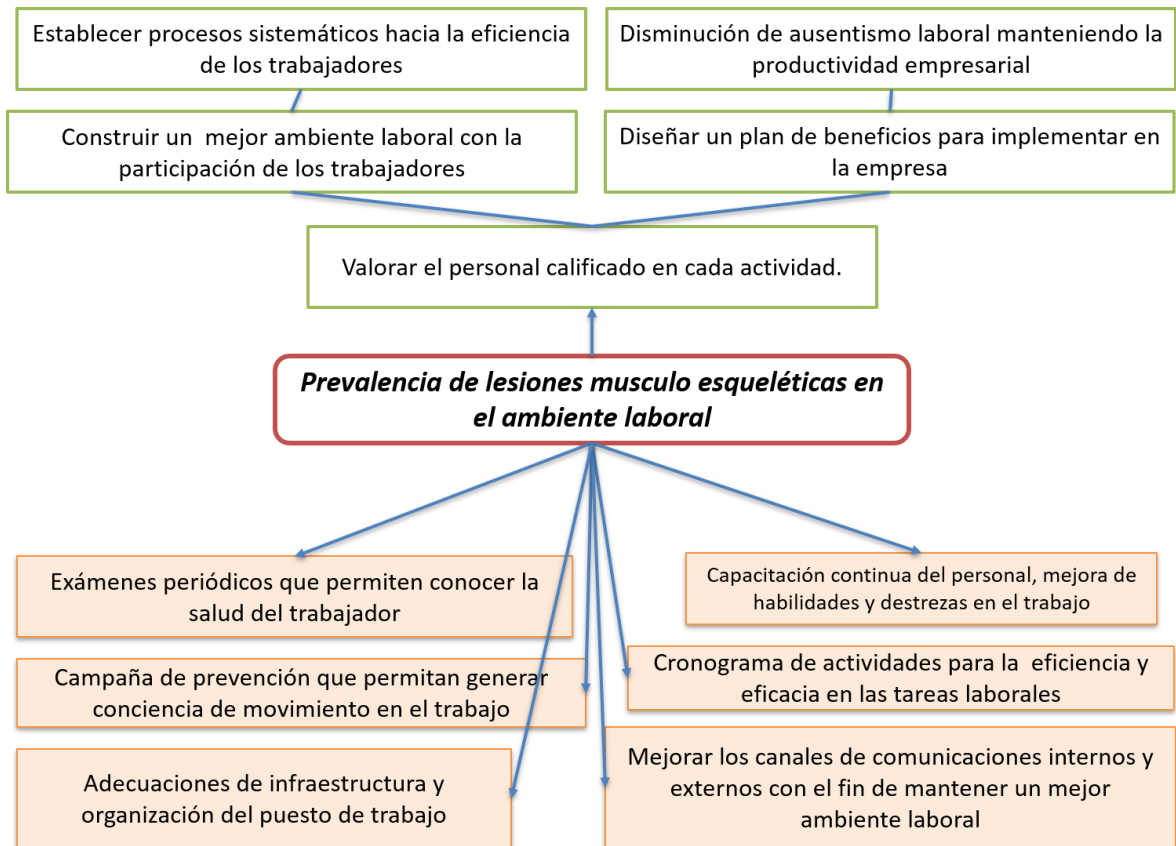 Establecer procesos sistemáticos hacia la eficiencia
de los trabajadores
Disminución de ausentismo laboral manteniendo la
productividad empresarial
Construir un  mejor ambiente laboral con la
participación de los trabajadores
Diseñar un plan de beneficios para implementar en
la empresa
Valorar el personal calificado en cada actividad.
Prevalencia de lesiones musculo esqueléticas en
el ambiente laboral
Exámenes periódicos que permiten conocer la
salud del trabajador
Capacitación continua del personal, mejora de
habilidades y destrezas en el trabajo
Campaña de prevención que permitan generar
conciencia de movimiento en el trabajo
Cronograma de actividades para la  eficiencia y
eficacia en las tareas laborales
Adecuaciones de infraestructura y
organización del puesto de trabajo
Mejorar los canales de comunicaciones internos y
externos con el fin de mantener un mejor
ambiente laboral